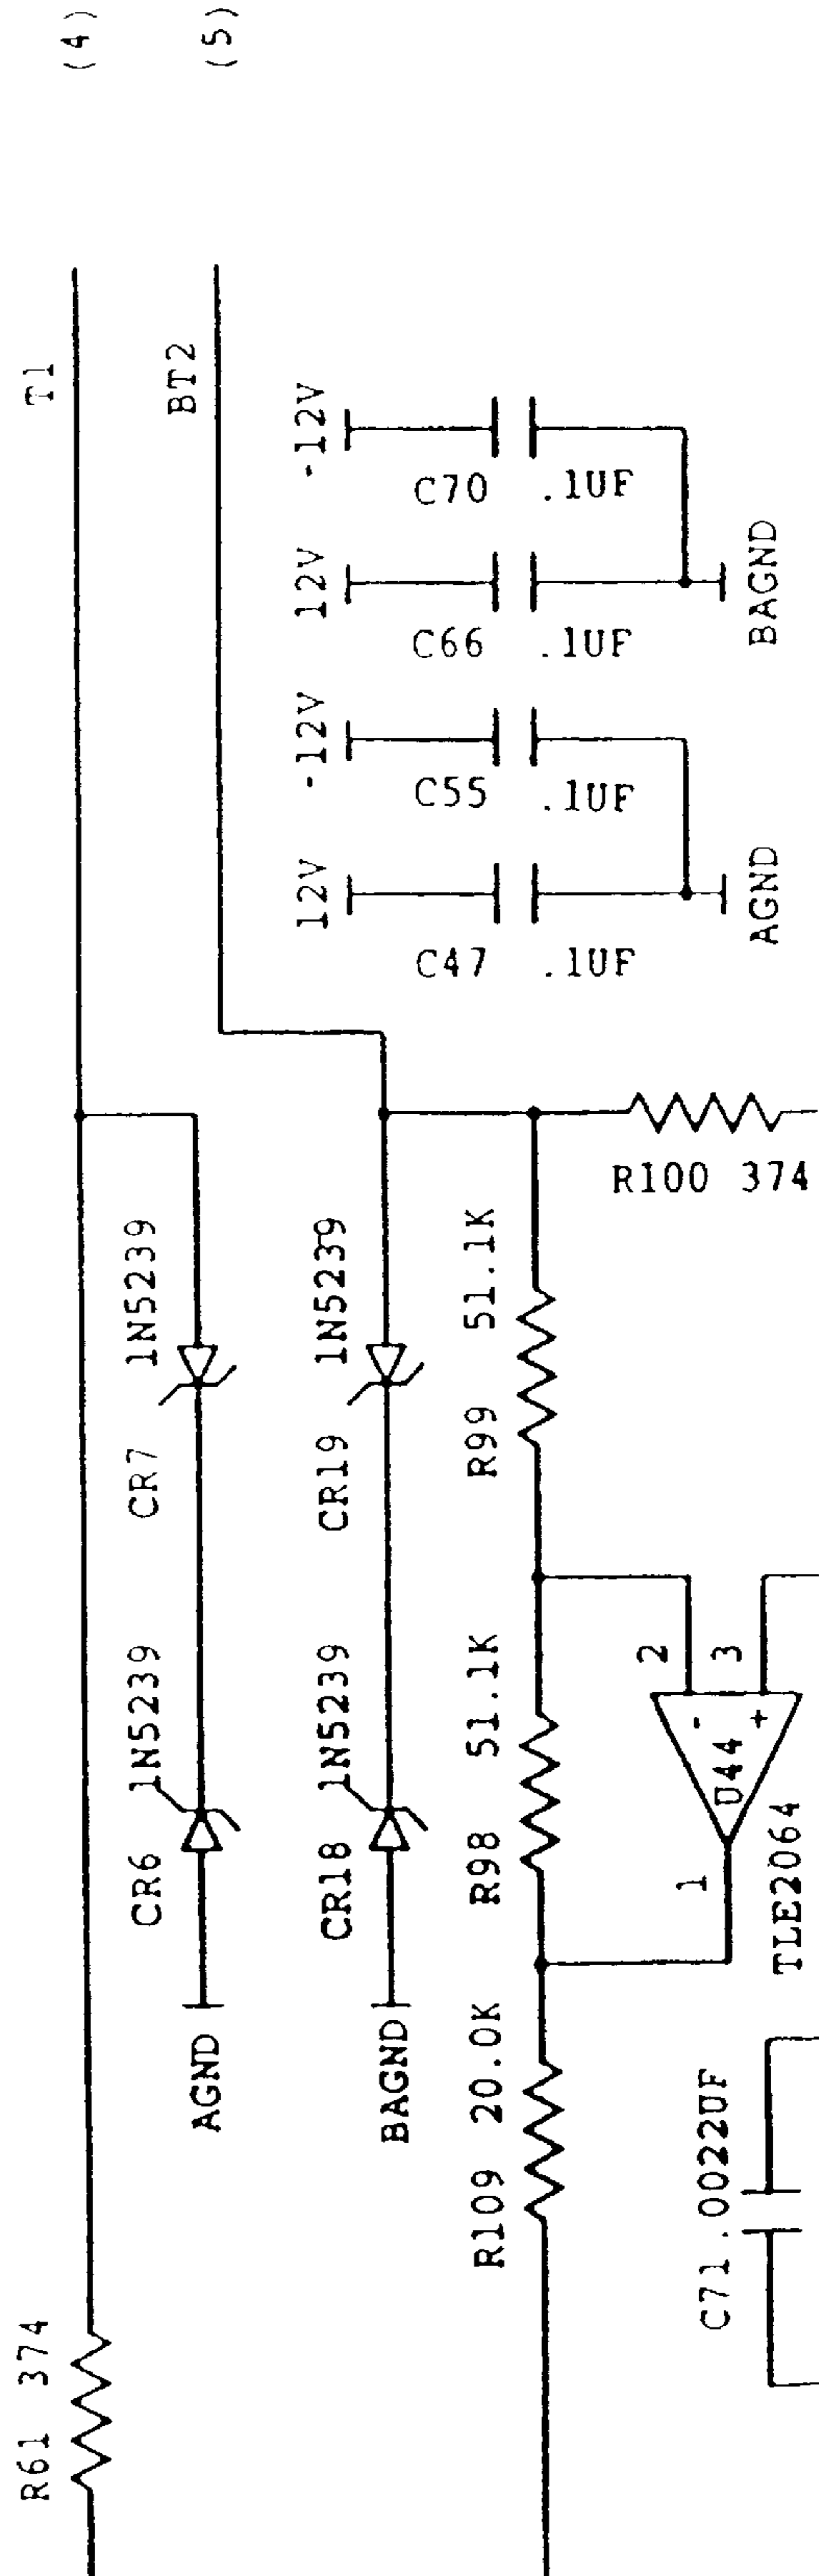 (4)
(5)
T1
BT2
-12V
C70 .1UF
12V
C66 .1UF
BAGND
-12V
C55 .1UF
12V
C47 .1UF
AGND
R100 374
CR7 1N5239
CR19 1N5239
R99 51.1K
CR6 1N5239
CR18 1N5239
R98 51.1K
2
3
-
+
U44
1
TLE2064
AGND
BAGND
R109 20.0K
C71 .0022UF
R61 374